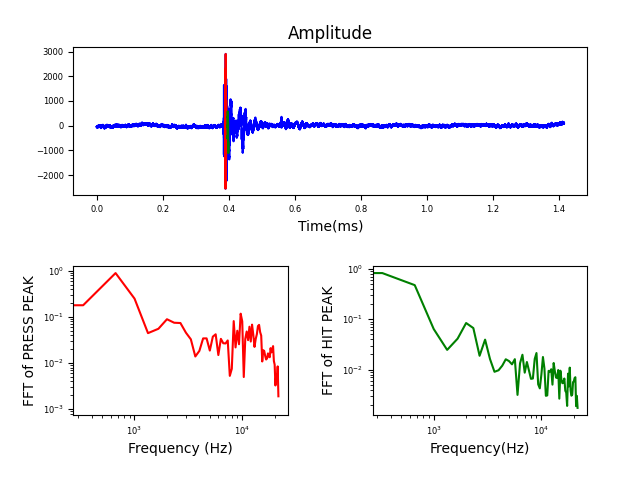 Amplitude
3000
2000
1000
0
−1000
−2000
0.0 0.2 0.4 0.6 0.8 1.0 1.2 1.4
Time(ms)
FFT of PRESS PEAK
10⁰
10⁻¹
10⁻²
10⁻³
10³ 10⁴
Frequency (Hz)
FFT of HIT PEAK
10⁰
10⁻¹
10⁻²
10³ 10⁴
Frequency(Hz)